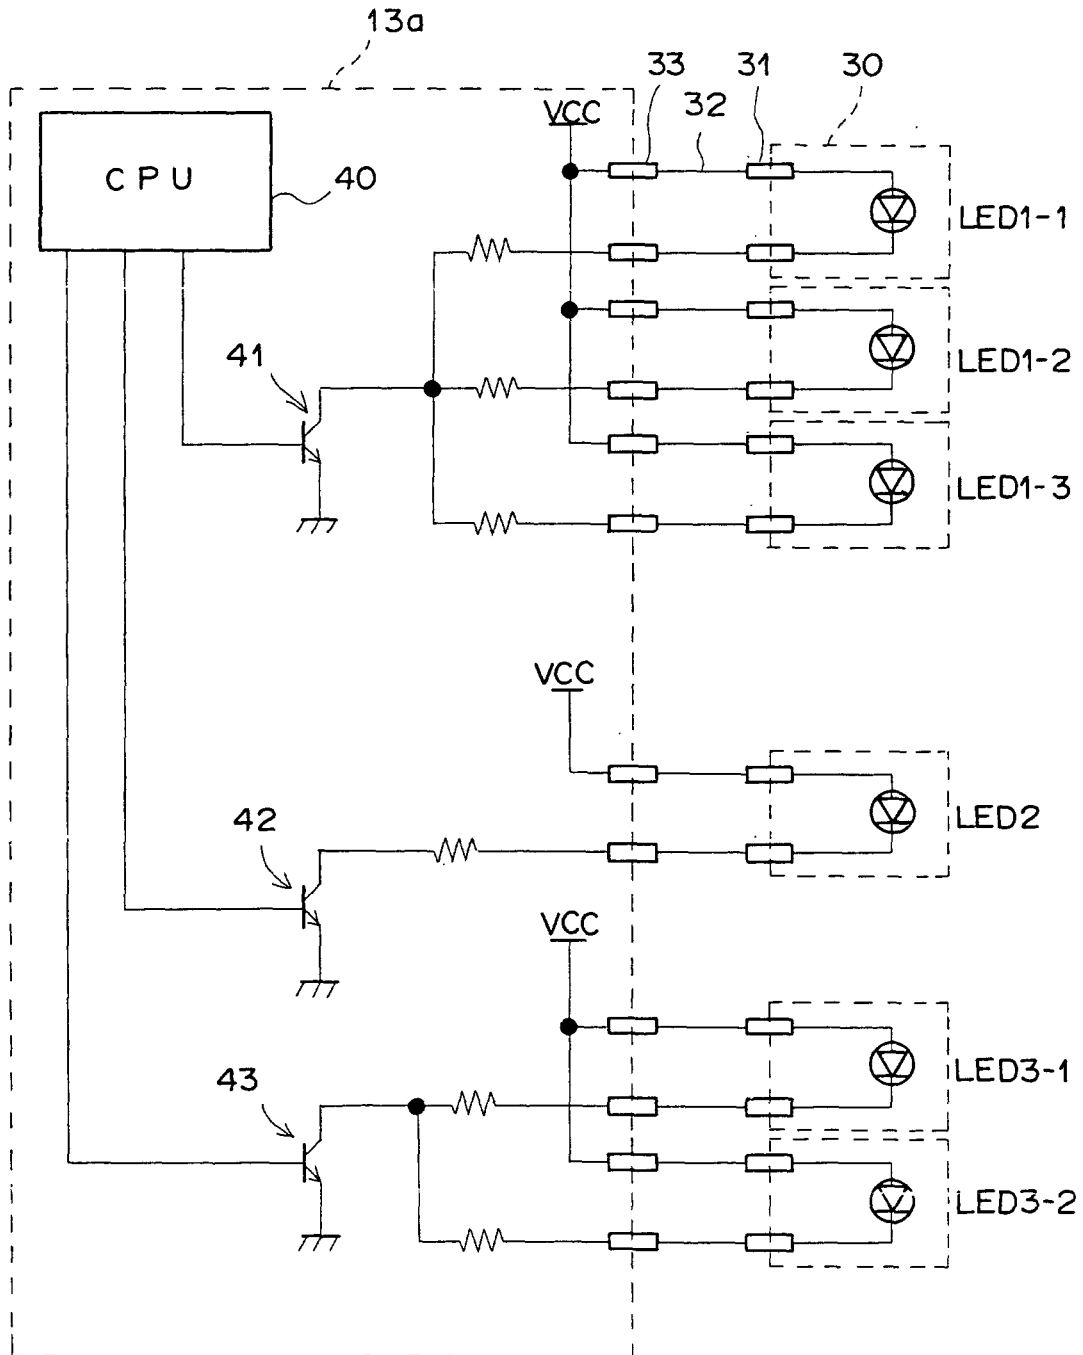 13a
33
31
30
32
VCC
CPU
40
LED1-1
41
LED1-2
LED1-3
VCC
42
LED2
VCC
43
LED3-1
LED3-2